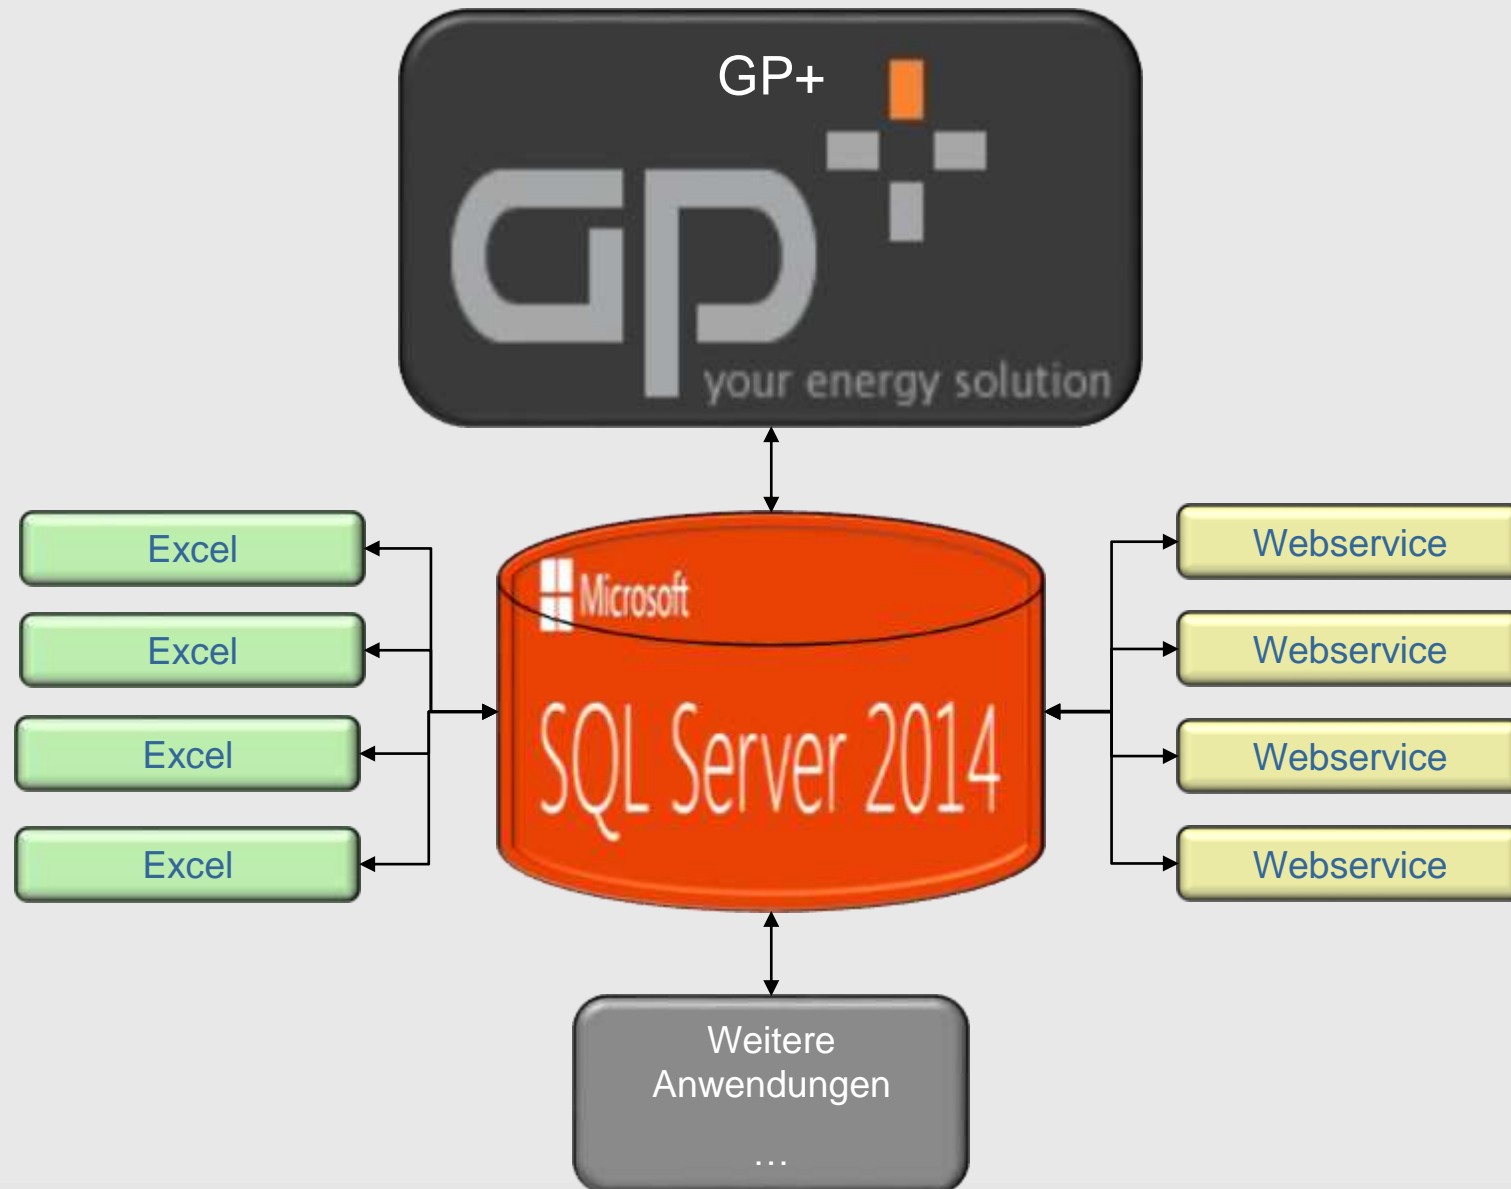 GP+
GP
your energy solution
Excel
Excel
Excel
Excel
Microsoft
SQL Server 2014
Webservice
Webservice
Webservice
Webservice
Weitere
Anwendungen
…